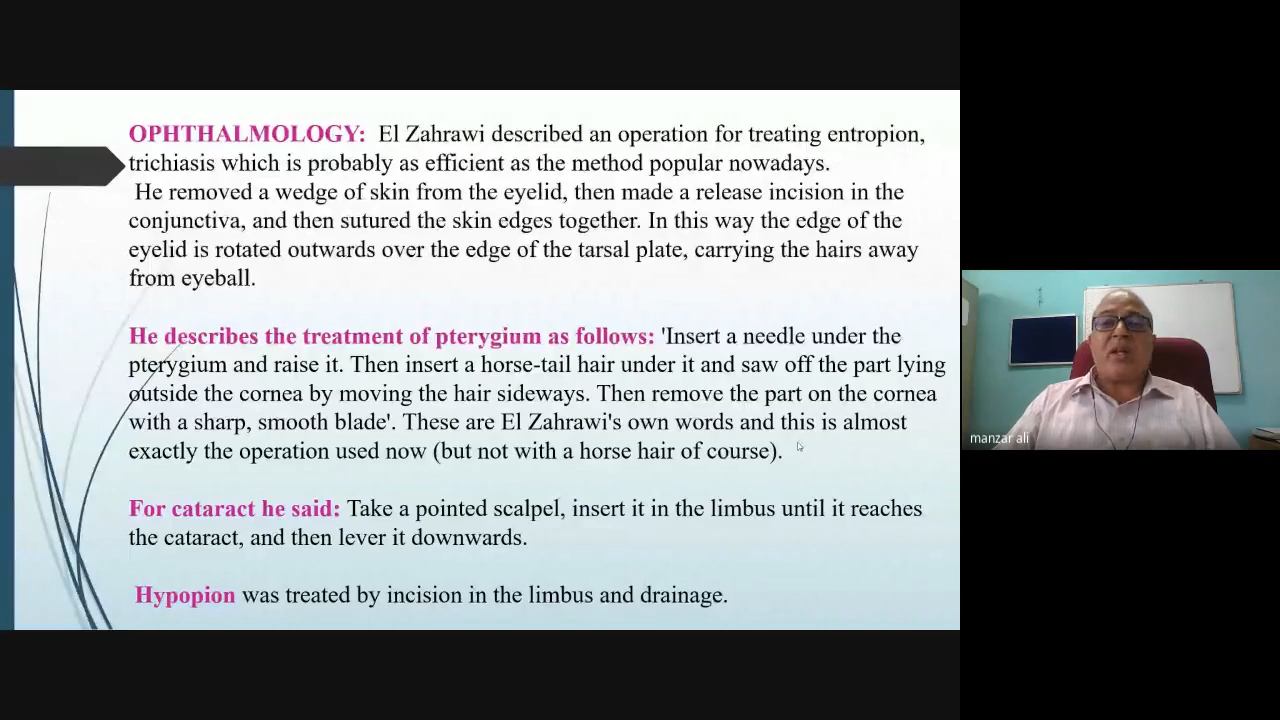 OPHTHALMOLOGY: El Zahrawi described an operation for treating entropion,
trichiasis which is probably as efficient as the method popular nowadays.
He removed a wedge of skin from the eyelid, then made a release incision in the
conjunctiva, and then sutured the skin edges together. In this way the edge of the
eyelid is rotated outwards over the edge of the tarsal plate, carrying the hairs away
from eyeball.
He describes the treatment of pterygium as follows: 'Insert a needle under the
pterygium and raise it. Then insert a horse-tail hair under it and saw off the part lying
outside the cornea by moving the hair sideways. Then remove the part on the cornea
with a sharp, smooth blade'. These are El Zahrawi's own words and this is almost
exactly the operation used now (but not with a horse hair of course).
For cataract he said: Take a pointed scalpel, insert it in the limbus until it reaches
the cataract, and then lever it downwards.
Hypopion was treated by incision in the limbus and drainage.
manzar ali